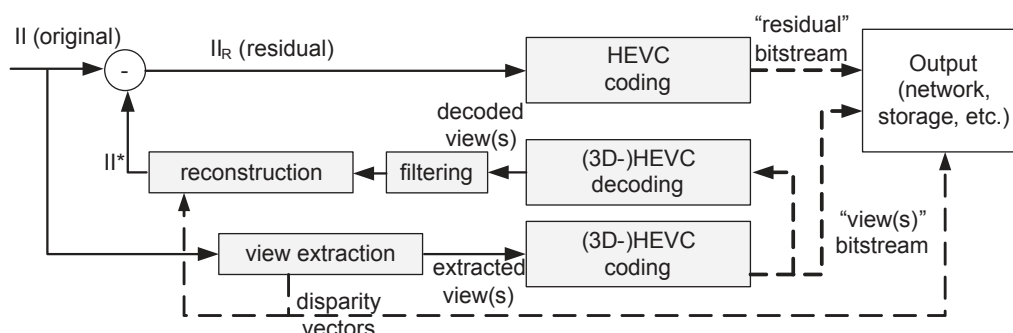 II (original)
-
II_R (residual)
HEVC
coding
“residual”
bitstream
Output
(network,
storage, etc.)
decoded
view(s)
II*
reconstruction
filtering
(3D-)HEVC
decoding
“view(s)”
bitstream
view extraction
extracted
view(s)
(3D-)HEVC
coding
disparity
vectors